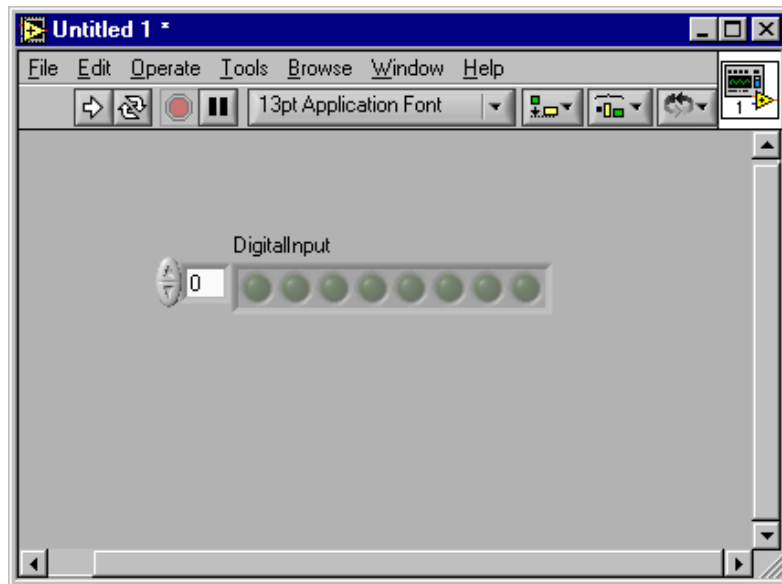 Untitled 1 *
File Edit Operate Tools Browse Window Help
13pt Application Font
1
DigitalInput
0